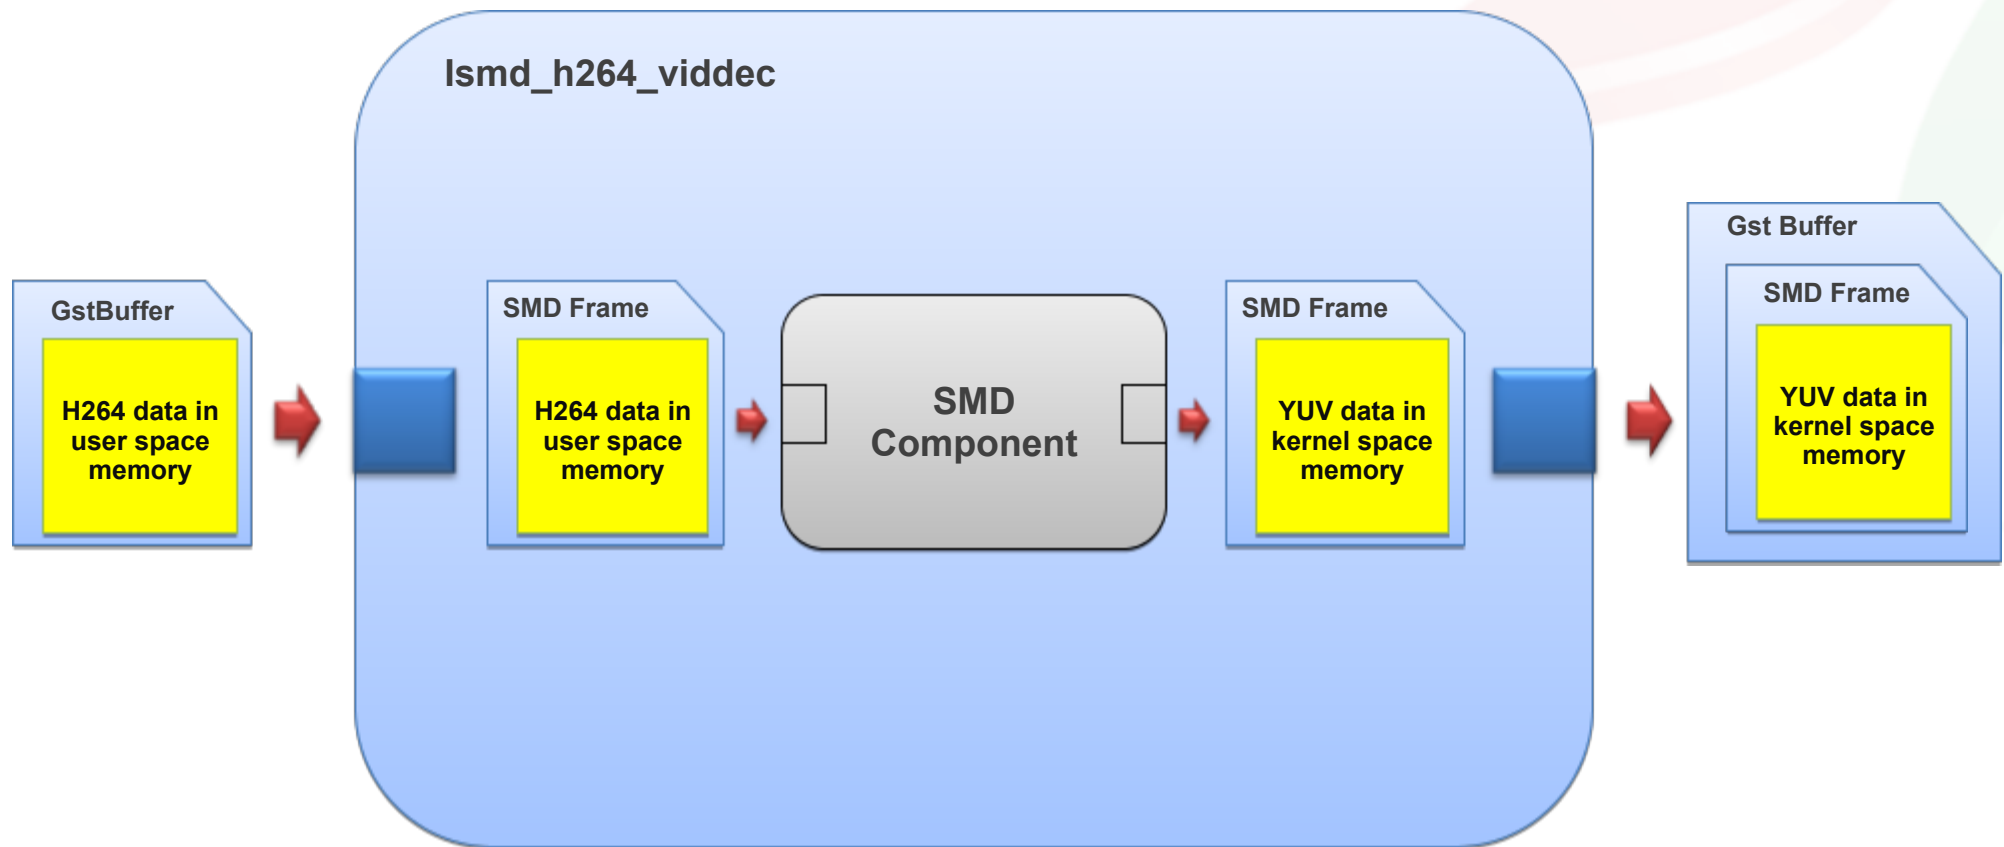 Ismd_h264_viddec
GstBuffer
H264 data in
user space
memory
SMD Frame
H264 data in
user space
memory
SMD
Component
SMD Frame
YUV data in
kernel space
memory
Gst Buffer
SMD Frame
YUV data in
kernel space
memory